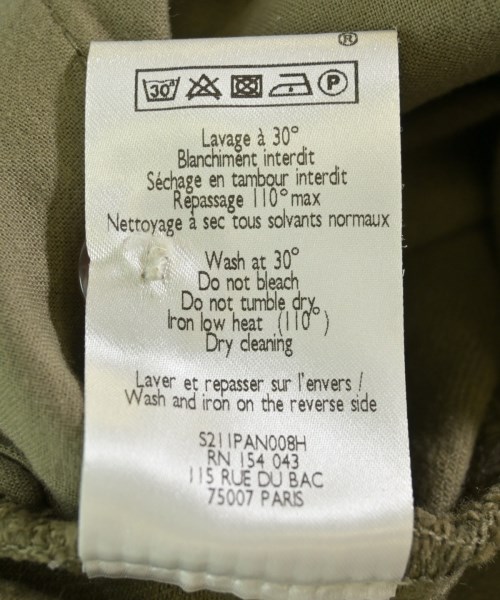 ®
30°
P
Lavage à 30°
Blanchiment interdit
Séchage en tambour interdit
Repassage 110° max
Nettoyage à sec tous solvants normaux
Wash at 30°
Do not bleach
Do not tumble dry
Iron low heat (110°)
Dry cleaning
Laver et repasser sur l'envers /
Wash and iron on the reverse side
S211PAN008H
RN 154 043
115 RUE DU BAC
75007 PARIS